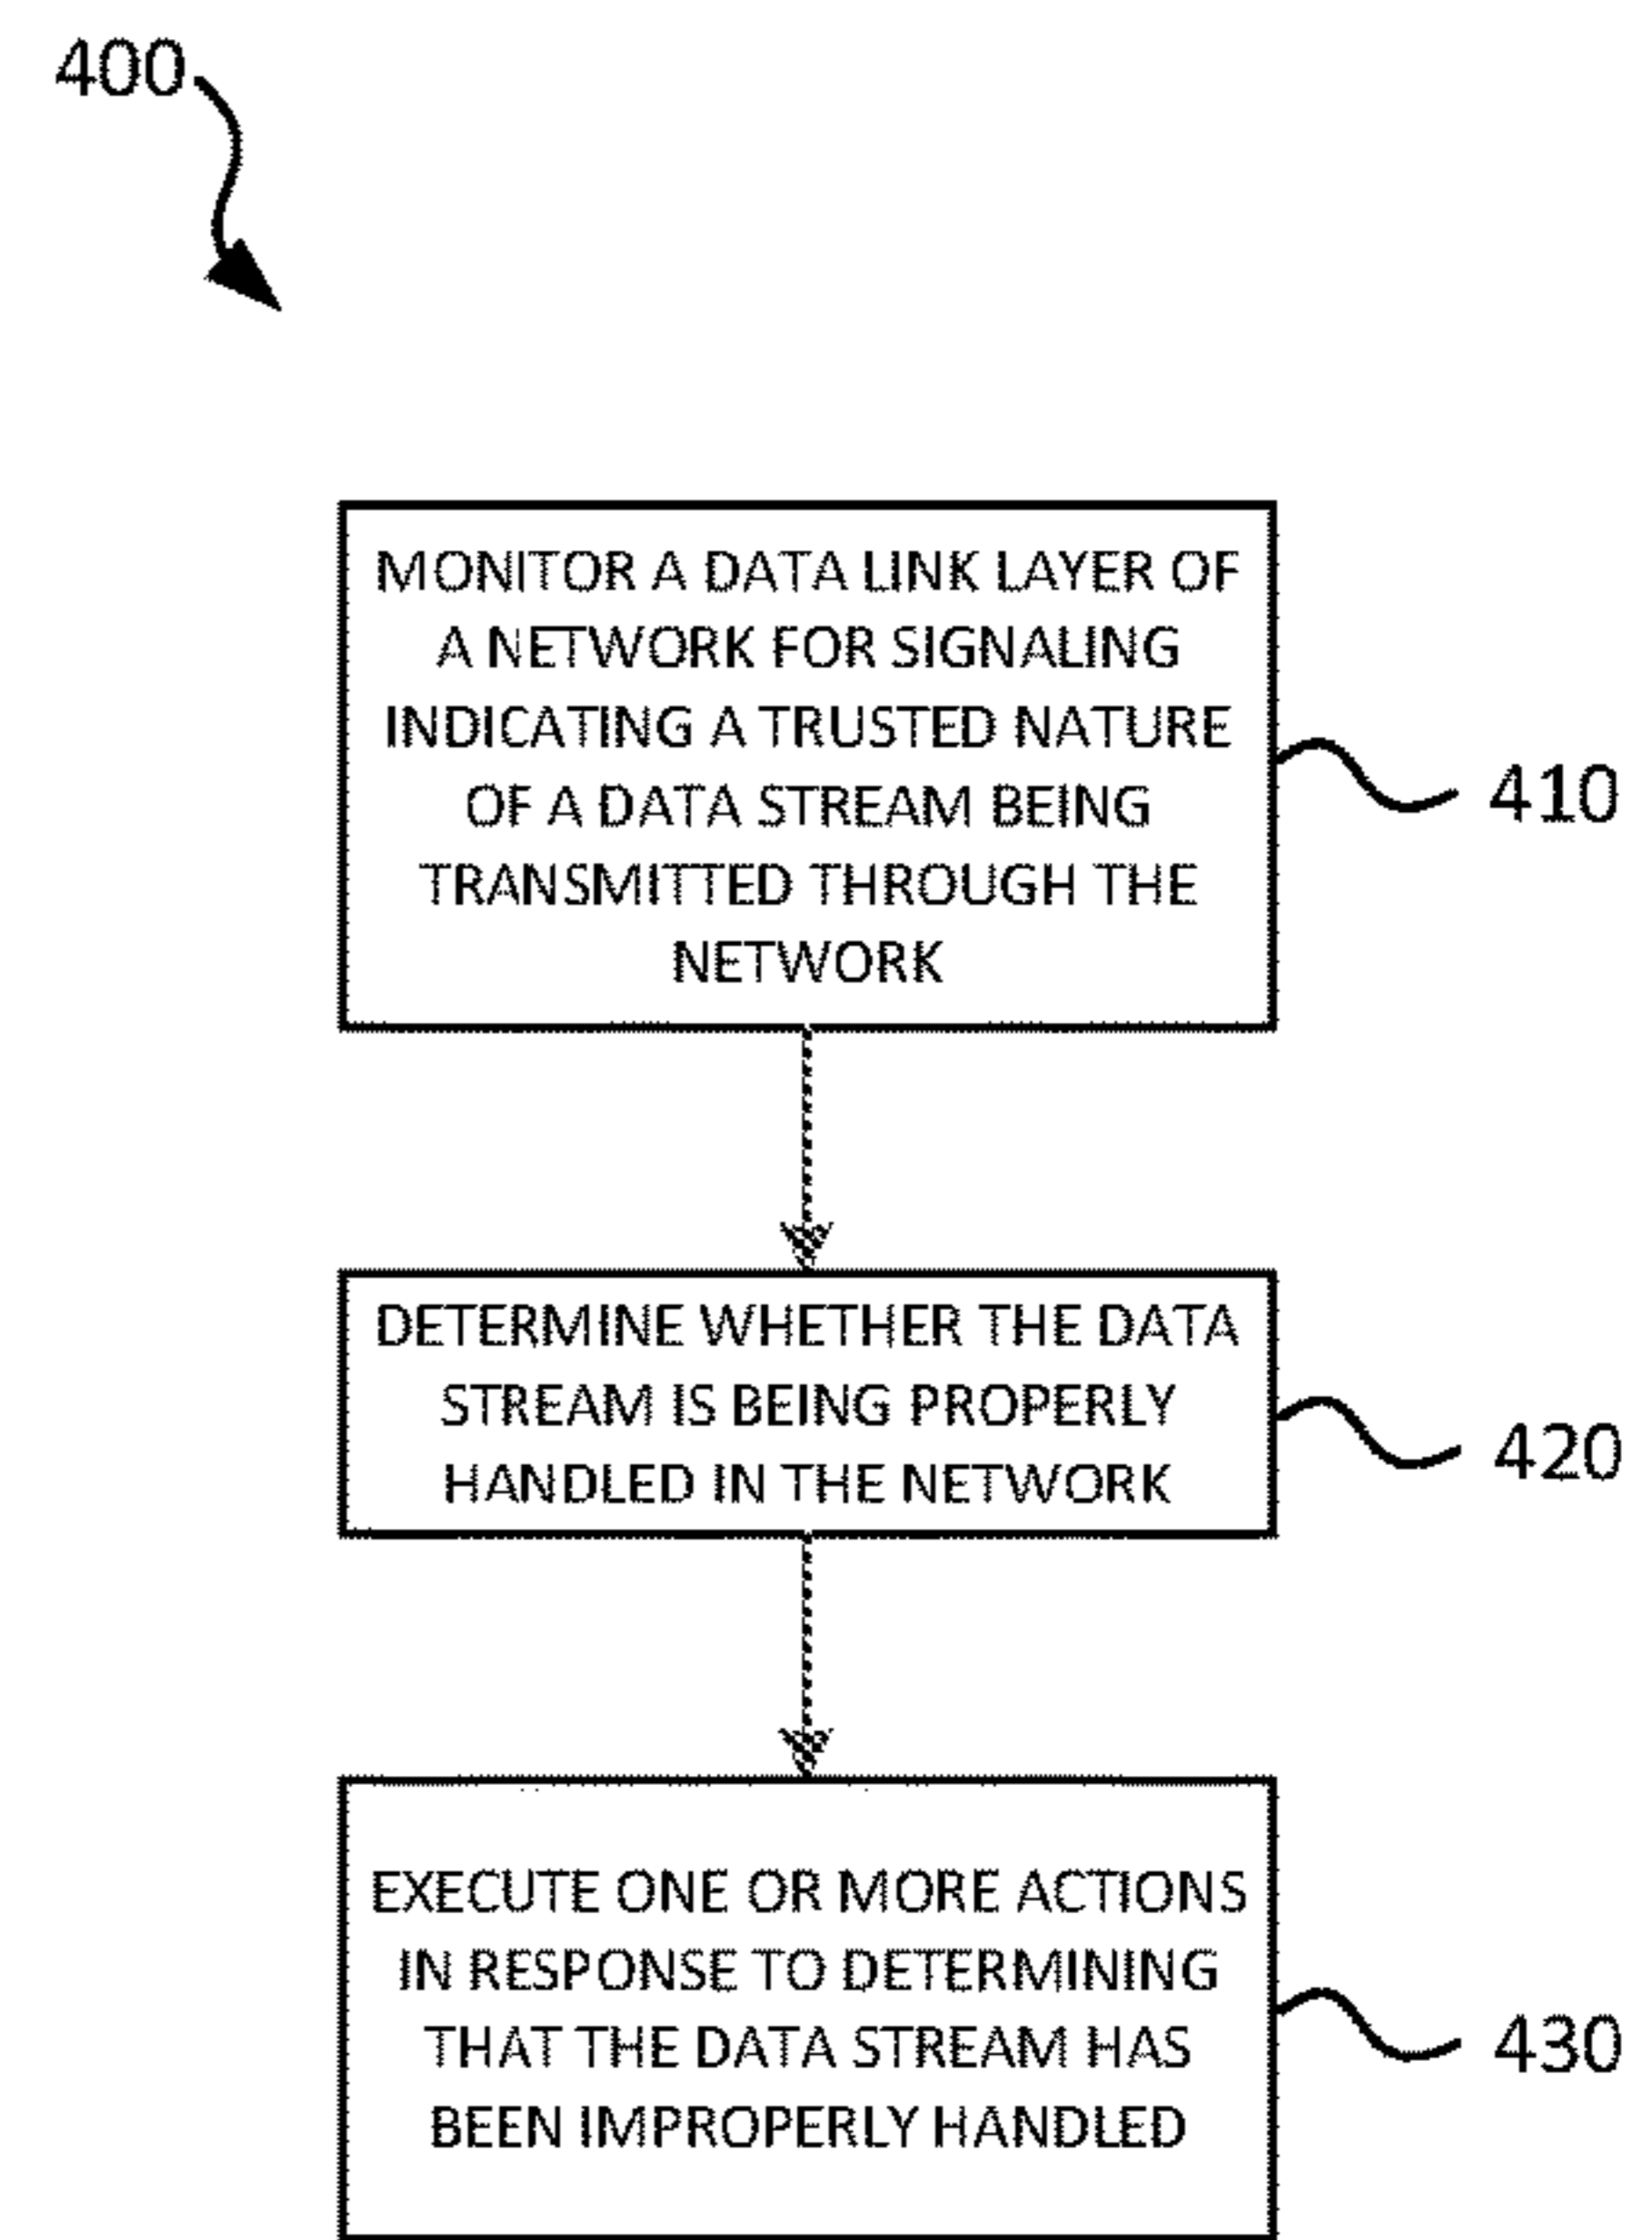 400
MONITOR A DATA LINK LAYER OF
A NETWORK FOR SIGNALING
INDICATING A TRUSTED NATURE
OF A DATA STREAM BEING
TRANSMITTED THROUGH THE
NETWORK
410
DETERMINE WHETHER THE DATA
STREAM IS BEING PROPERLY
HANDLED IN THE NETWORK
420
EXECUTE ONE OR MORE ACTIONS
IN RESPONSE TO DETERMINING
THAT THE DATA STREAM HAS
BEEN IMPROPERLY HANDLED
430